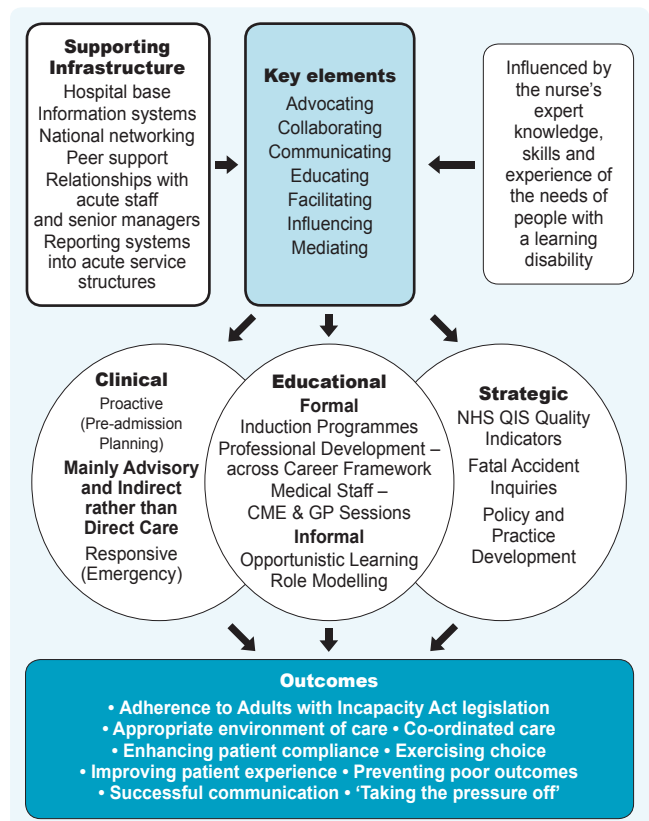 Supporting
Infrastructure
Hospital base
Information systems
National networking
Peer support
Relationships with
acute staff
and senior managers
Reporting systems
into acute service
structures
Key elements
Advocating
Collaborating
Communicating
Educating
Facilitating
Influencing
Mediating
Influenced by
the nurse’s
expert
knowledge,
skills and
experience of
the needs of
people with
a learning
disability
Clinical
Proactive
(Pre-admission
Planning)
Mainly Advisory
and Indirect
rather than
Direct Care
Responsive
(Emergency)
Educational
Formal
Induction Programmes
Professional Development –
across Career Framework
Medical Staff –
CME & GP Sessions
Informal
Opportunistic Learning
Role Modelling
Strategic
NHS QIS Quality
Indicators
Fatal Accident
Inquiries
Policy and
Practice
Development
Outcomes
• Adherence to Adults with Incapacity Act legislation
• Appropriate environment of care • Co-ordinated care
• Enhancing patient compliance • Exercising choice
• Improving patient experience • Preventing poor outcomes
• Successful communication • ‘Taking the pressure off’